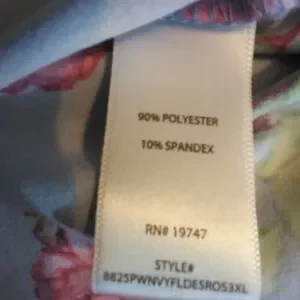 90% POLYESTER
10% SPANDEX
RN# 19747
STYLE#
8825PWNVYFLDESROS3XL